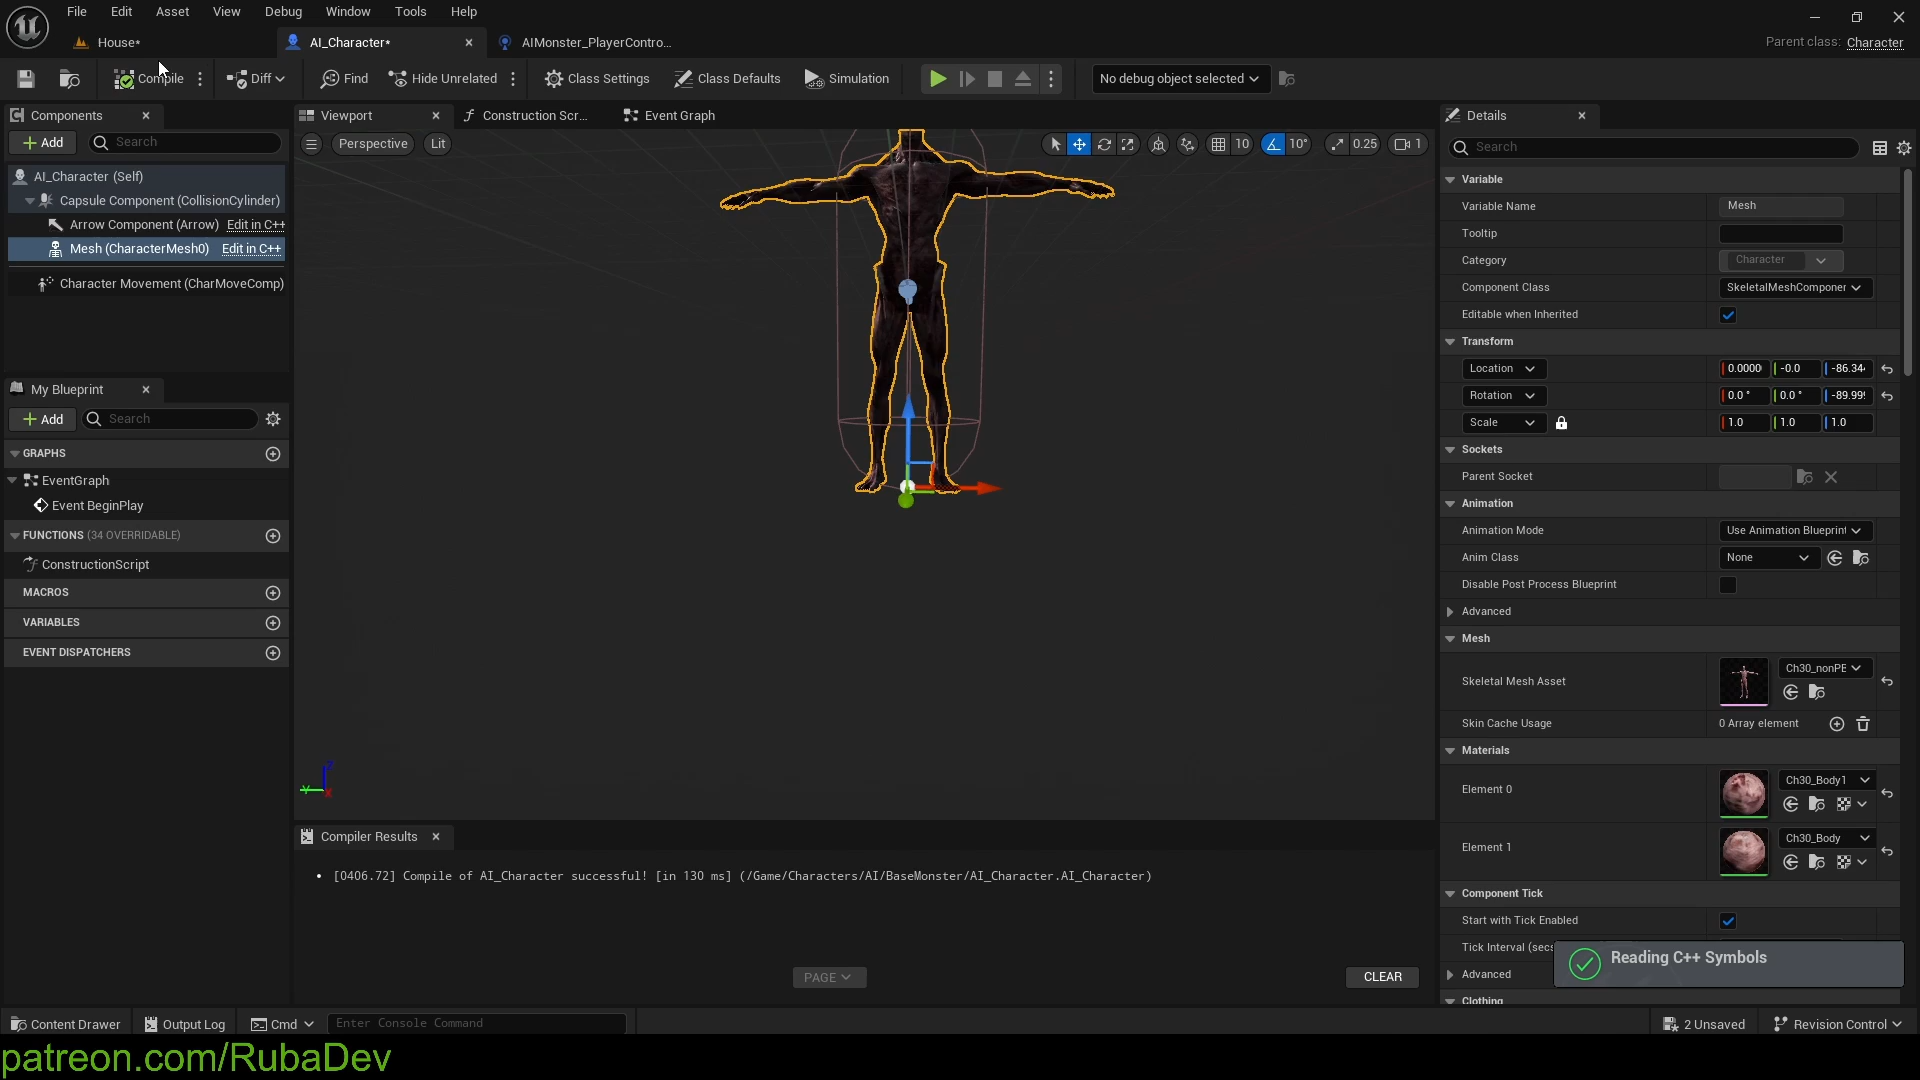 File Edit Asset View Debug Window Tools Help
House* AI_Character* AIMonster_PlayerContro... Parent class: Character
Compile Diff Find Hide Unrelated Class Settings Class Defaults Simulation No debug object selected
Components
Add Search
AI_Character (Self)
Capsule Component (CollisionCylinder)
Arrow Component (Arrow) Edit in C++
Mesh (CharacterMesh0) Edit in C++
Character Movement (CharMoveComp)
My Blueprint
Add Search
GRAPHS
EventGraph
Event BeginPlay
FUNCTIONS (34 OVERRIDABLE)
ConstructionScript
MACROS
VARIABLES
EVENT DISPATCHERS
Viewport Construction Scr... Event Graph
Perspective Lit 10 10° 0.25 1
Z
Y
X
Compiler Results
[0406.72] Compile of AI_Character successful! [in 130 ms] (/Game/Characters/AI/BaseMonster/AI_Character.AI_Character)
PAGE CLEAR
Details
Search
Variable
Variable Name Mesh
Tooltip
Category Character
Component Class SkeletalMeshComponer
Editable when Inherited
Transform
Location 0.0000 -0.0 -86.34
Rotation 0.0 ° 0.0 ° -89.99
Scale 1.0 1.0 1.0
Sockets
Parent Socket
Animation
Animation Mode Use Animation Blueprint
Anim Class None
Disable Post Process Blueprint
Advanced
Mesh
Skeletal Mesh Asset Ch30_nonPB
Skin Cache Usage 0 Array element
Materials
Element 0 Ch30_Body1
Element 1 Ch30_Body
Component Tick
Start with Tick Enabled
Tick Interval (secs
Advanced
Clothing
Reading C++ Symbols
Content Drawer Output Log Cmd Enter Console Command 2 Unsaved Revision Control
patreon.com/RubaDev